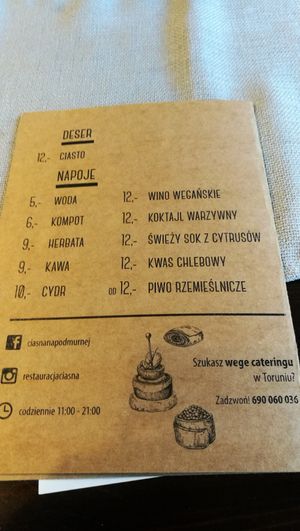 DESER
12,- CIASTO
NAPOJE
5,- WODA
6,- KOMPOT
9,- HERBATA
9,- KAWA
10,- CYDR
12,- WINO WEGAŃSKIE
12,- KOKTAJL WARZYWNY
12,- ŚWIEŻY SOK Z CYTRUSÓW
12,- KWAS CHLEBOWY
OD 12,- PIWO RZEMIEŚLNICZE
ciasnanapodmurnej
restauracjaciasna
codziennie 11:00 - 21:00
Szukasz wege cateringu
w Toruniu?
Zadzwoń! 690 060 036